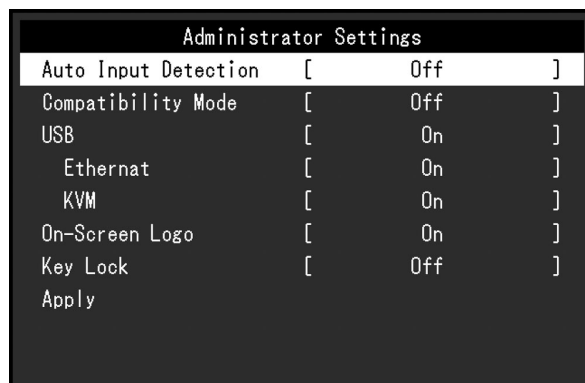 Administrator Settings
Auto Input Detection [ Off ]
Compatibility Mode [ Off ]
USB [ On ]
Ethernat [ On ]
KVM [ On ]
On-Screen Logo [ On ]
Key Lock [ Off ]
Apply